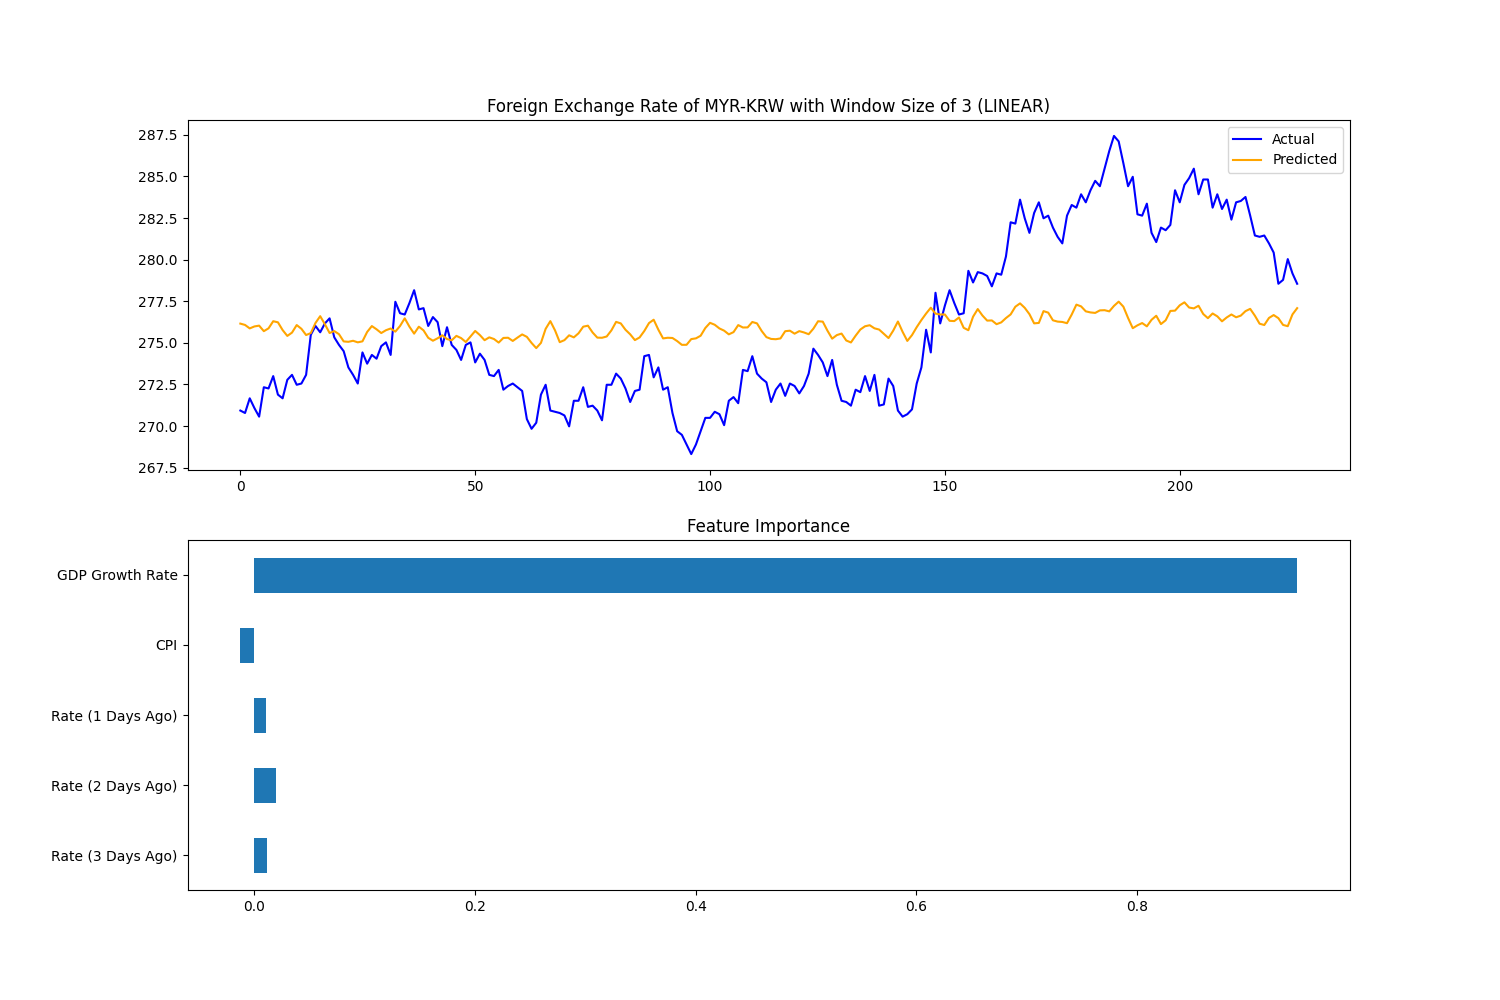 Foreign Exchange Rate of MYR-KRW with Window Size of 3 (LINEAR)
287.5
285.0
282.5
280.0
277.5
275.0
272.5
270.0
267.5
Actual
Predicted
0 50 100 150 200
Feature Importance
GDP Growth Rate
CPI
Rate (1 Days Ago)
Rate (2 Days Ago)
Rate (3 Days Ago)
0.0 0.2 0.4 0.6 0.8